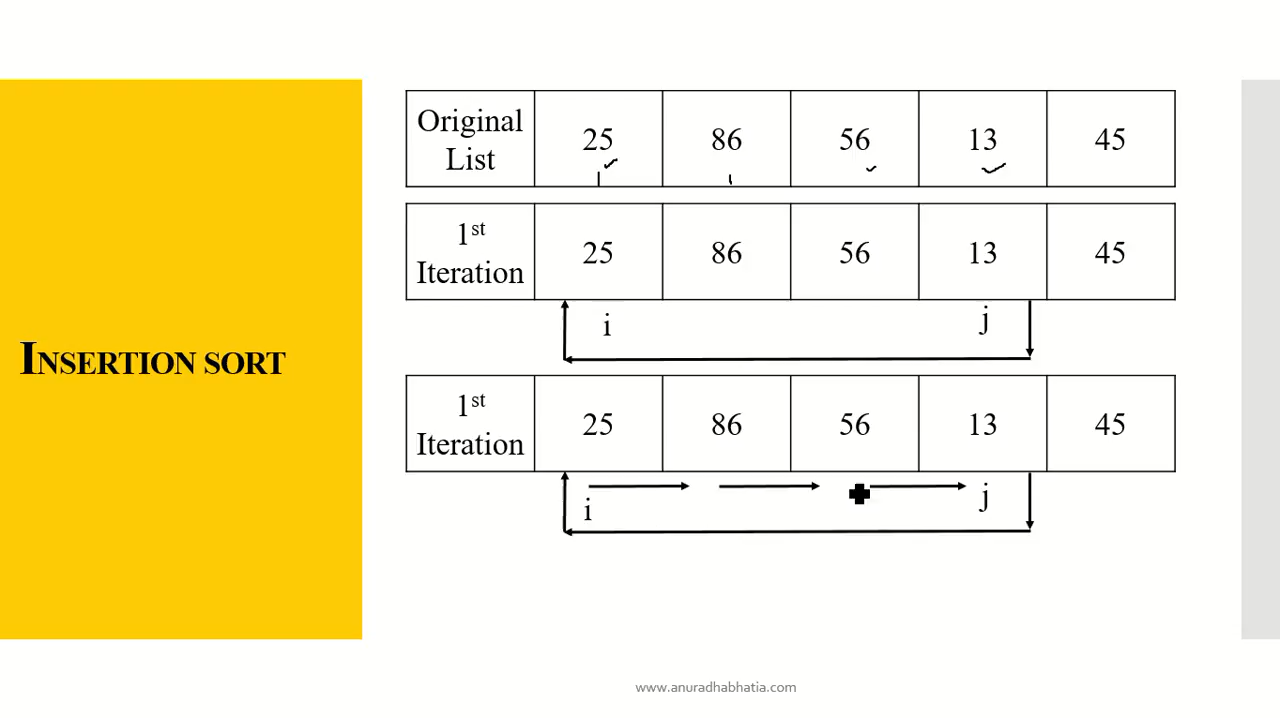 INSERTION SORT
Original List 25 86 56 13 45
1st Iteration 25 86 56 13 45
i j
1st Iteration 25 86 56 13 45
i j
www.anuradhabhatia.com